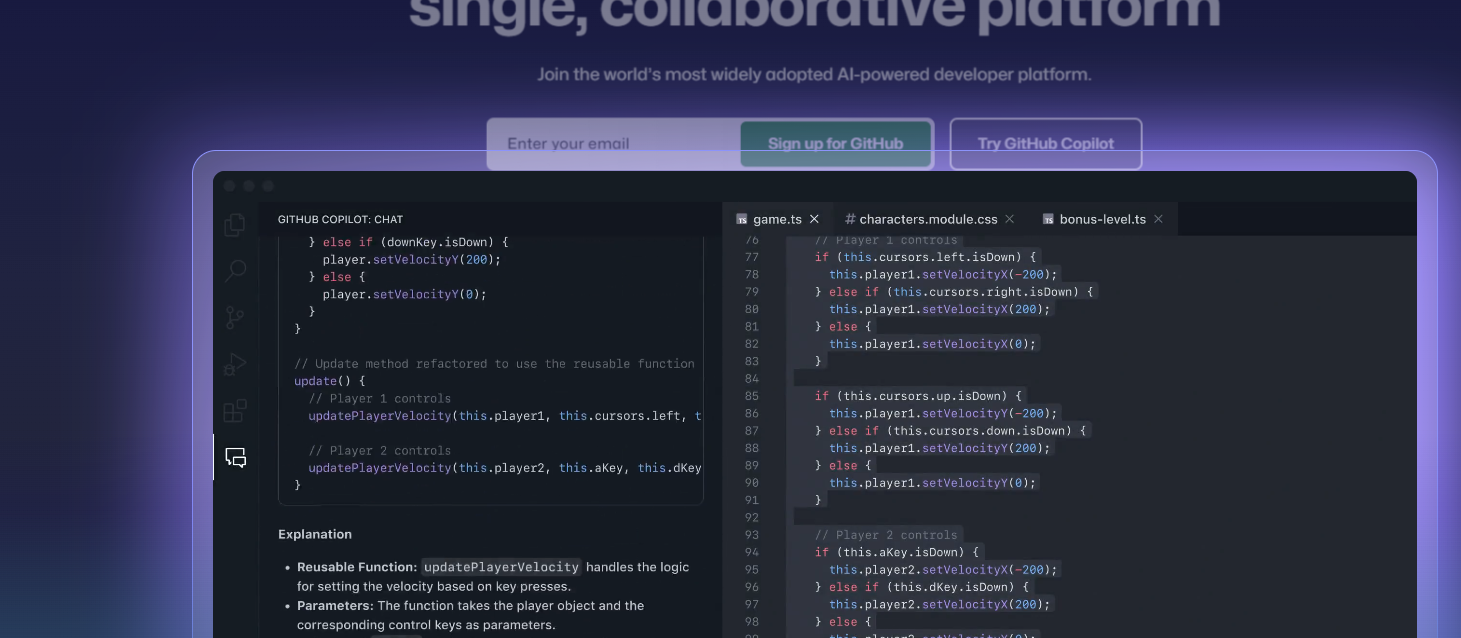 single, collaborative platform
Join the world's most widely adopted AI-powered developer platform.
Enter your email
Sign up for GitHub
Try GitHub Copilot
GITHUB COPILOT: CHAT
} else if (downKey.isDown) {
player.setVelocityY(200);
} else {
player.setVelocityY(0);
}
}
// Update method refactored to use the reusable function
update() {
// Player 1 controls
updatePlayerVelocity(this.player1, this.cursors.left, t
// Player 2 controls
updatePlayerVelocity(this.player2, this.aKey, this.dKey
}
Explanation
• Reusable Function: updatePlayerVelocity handles the logic
for setting the velocity based on key presses.
• Parameters: The function takes the player object and the
corresponding control keys as parameters.
TS game.ts ×
# characters.module.css ×
TS bonus-level.ts ×
76 // Player 1 controls
77 if (this.cursors.left.isDown) {
78 this.player1.setVelocityX(-200);
79 } else if (this.cursors.right.isDown) {
80 this.player1.setVelocityX(200);
81 } else {
82 this.player1.setVelocityX(0);
83 }
84
85 if (this.cursors.up.isDown) {
86 this.player1.setVelocityY(-200);
87 } else if (this.cursors.down.isDown) {
88 this.player1.setVelocityY(200);
89 } else {
90 this.player1.setVelocityY(0);
91 }
92
93 // Player 2 controls
94 if (this.aKey.isDown) {
95 this.player2.setVelocityX(-200);
96 } else if (this.dKey.isDown) {
97 this.player2.setVelocityX(200);
98 } else {